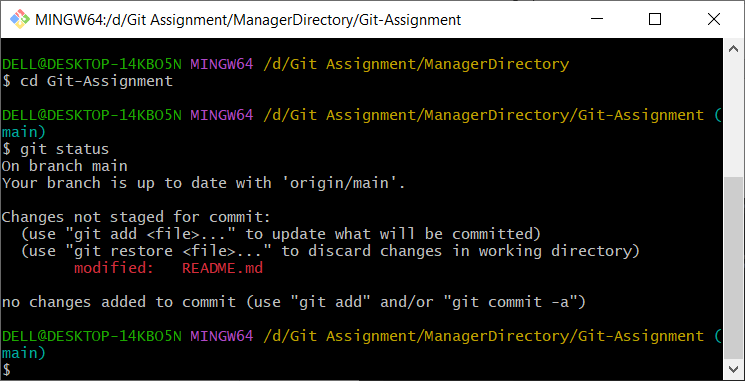 MINGW64:/d/Git Assignment/ManagerDirectory/Git-Assignment
DELL@DESKTOP-14KBO5N MINGW64 /d/Git Assignment/ManagerDirectory
$ cd Git-Assignment
DELL@DESKTOP-14KBO5N MINGW64 /d/Git Assignment/ManagerDirectory/Git-Assignment (
main)
$ git status
On branch main
Your branch is up to date with 'origin/main'.
Changes not staged for commit:
  (use "git add <file>..." to update what will be committed)
  (use "git restore <file>..." to discard changes in working directory)
        modified:   README.md
no changes added to commit (use "git add" and/or "git commit -a")
DELL@DESKTOP-14KBO5N MINGW64 /d/Git Assignment/ManagerDirectory/Git-Assignment (
main)
$